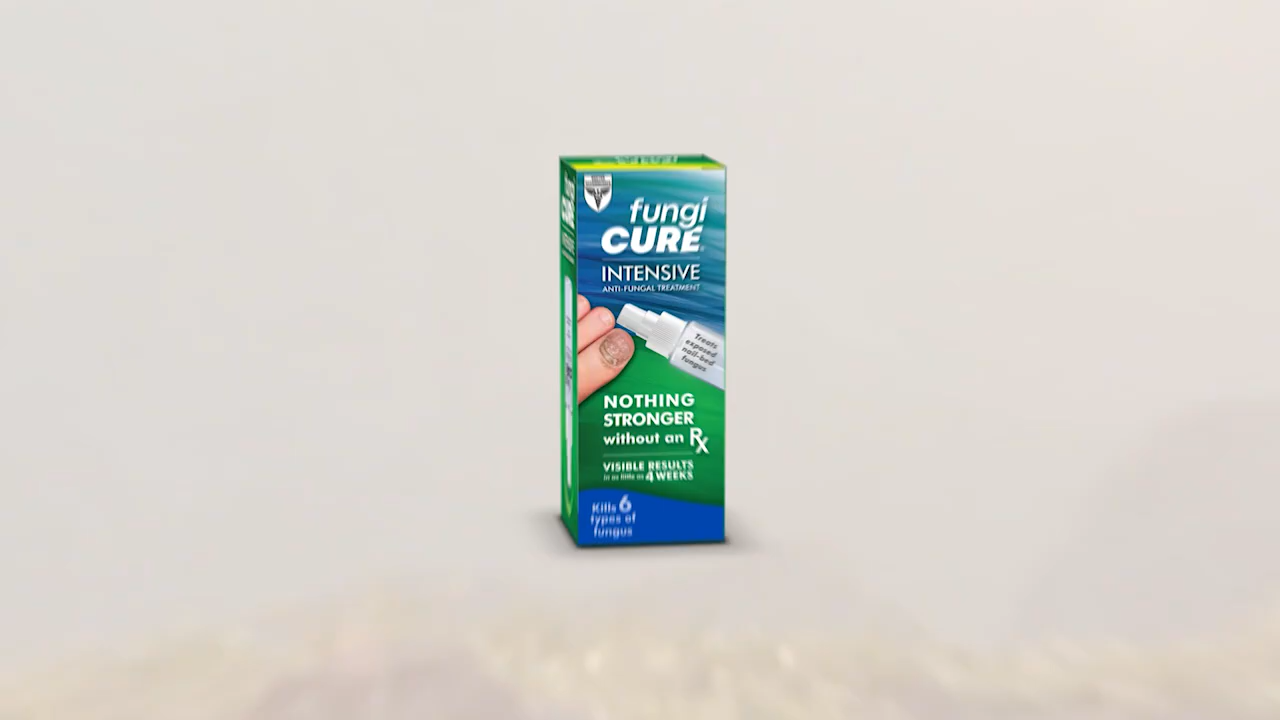 fungi
CURE
INTENSIVE
ANTI-FUNGAL TREATMENT
Treats
exposed
nail-bed
fungus
NOTHING
STRONGER
without an Rx
VISIBLE RESULTS
in as little as 4 WEEKS
Kills 6
types of
fungus